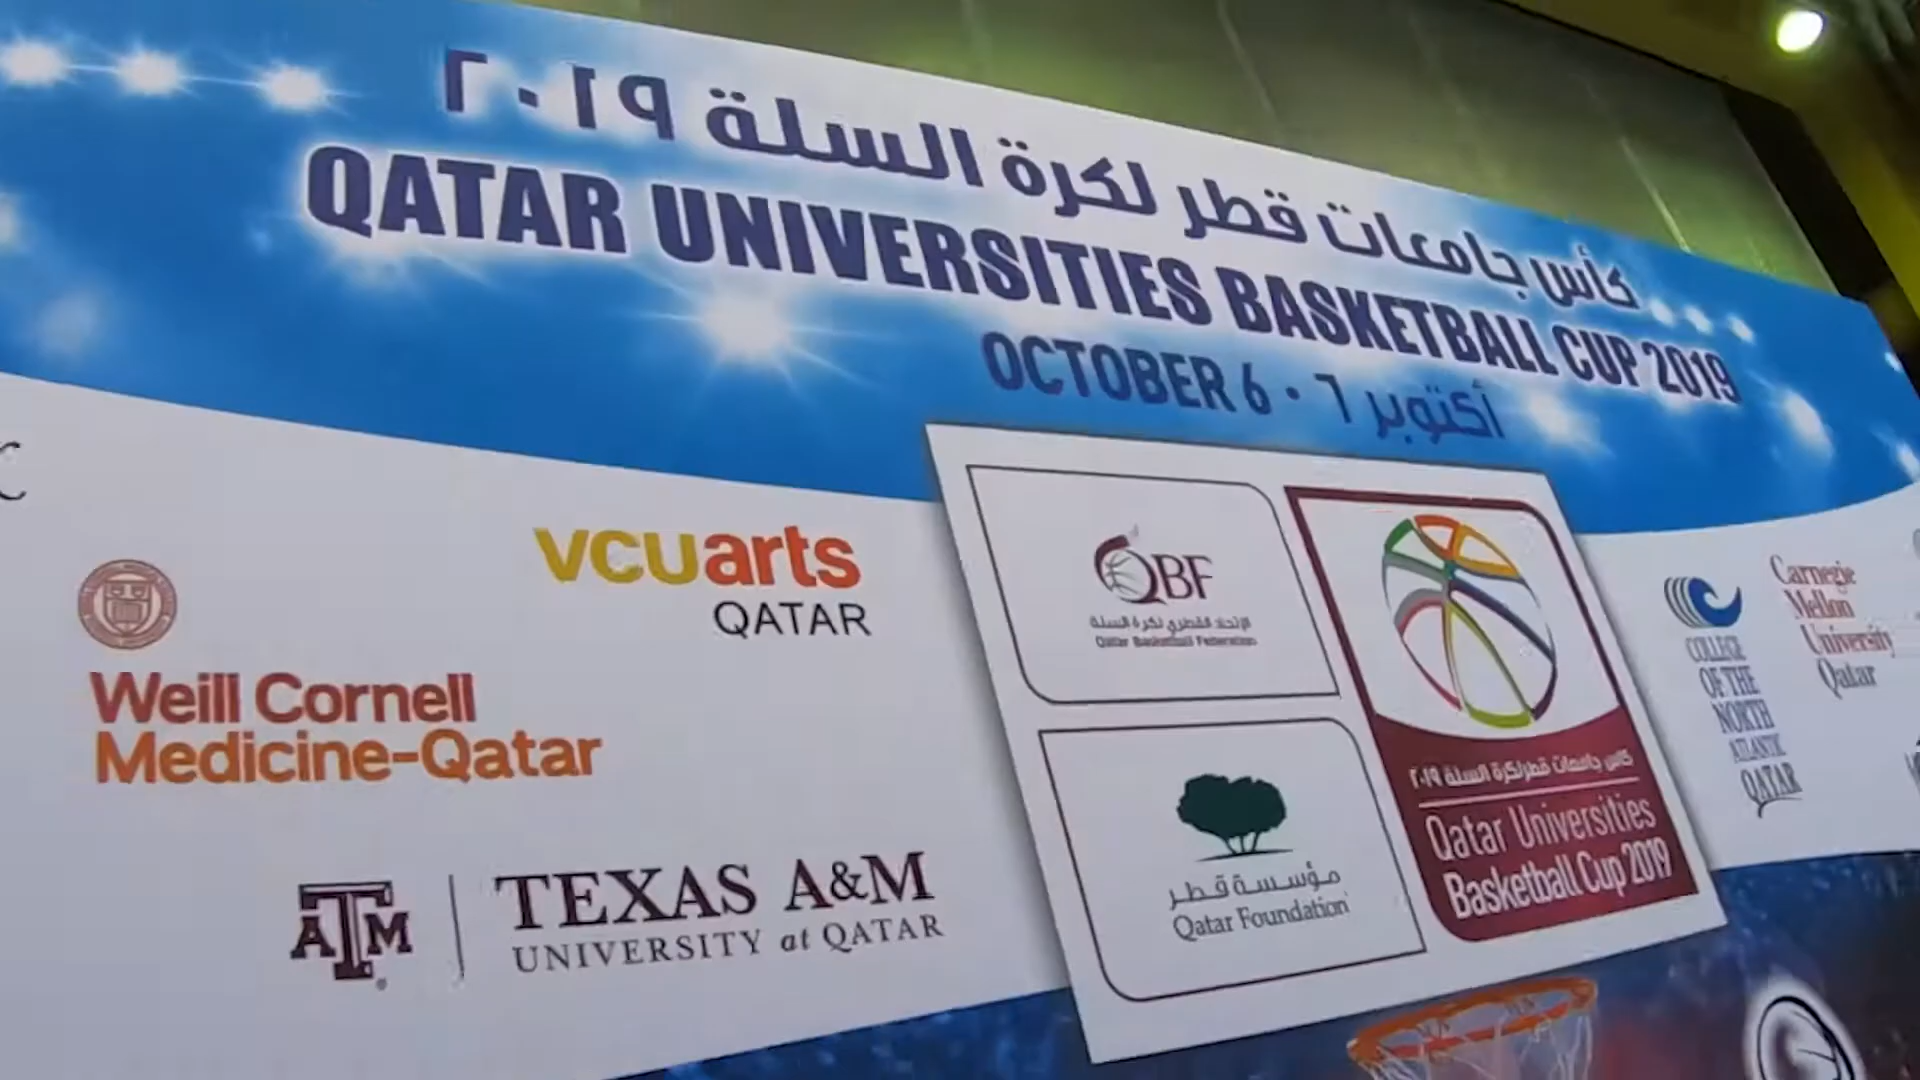 كأس جامعات قطر لكرة السلة ٢٠١٩
QATAR UNIVERSITIES BASKETBALL CUP 2019
OCTOBER 6 • ٦ أكتوبر
Weill Cornell
Medicine-Qatar
vcuarts
QATAR
ATM
TEXAS A&M
UNIVERSITY at QATAR
QBF
الإتحاد القطري لكرة السلة
Qatar Basketball Federation
مؤسسة قطر
Qatar Foundation
كأس جامعات قطر لكرة السلة ٢٠١٩
Qatar Universities
Basketball Cup 2019
COLLEGE
OF THE
NORTH
ATLANTIC
QATAR
Carnegie
Mellon
University
Qatar